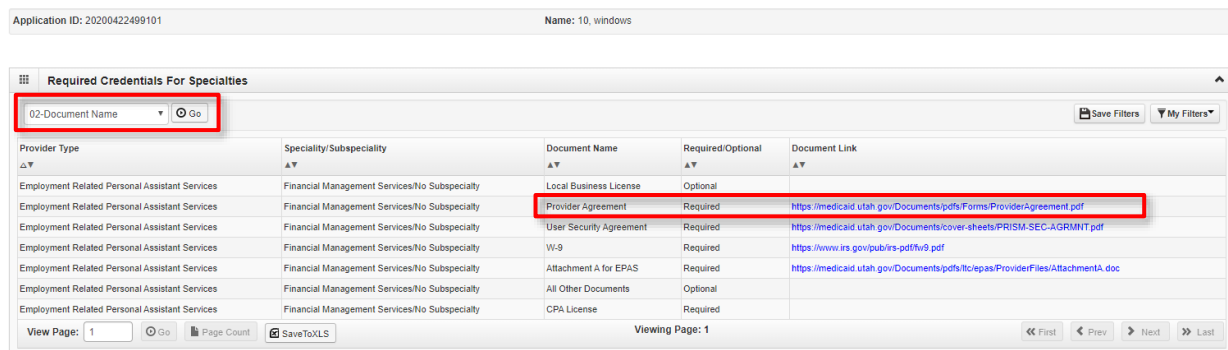 Application ID: 20200422499101 Name: 10, windows
Required Credentials For Specialties
02-Document Name Go Save Filters My Filters
Provider Type Speciality/Subspeciality Document Name Required/Optional Document Link
Employment Related Personal Assistant Services Financial Management Services/No Subspecialty Local Business License Optional
Employment Related Personal Assistant Services Financial Management Services/No Subspecialty Provider Agreement Required https://medicaid.utah.gov/Documents/pdfs/Forms/ProviderAgreement.pdf
Employment Related Personal Assistant Services Financial Management Services/No Subspecialty User Security Agreement Required https://medicaid.utah.gov/Documents/cover-sheets/PRISM-SEC-AGRMNT.pdf
Employment Related Personal Assistant Services Financial Management Services/No Subspecialty W-9 Required https://www.irs.gov/pub/irs-pdf/fw9.pdf
Employment Related Personal Assistant Services Financial Management Services/No Subspecialty Attachment A for EPAS Required https://medicaid.utah.gov/Documents/pdfs/ltc/epas/ProviderFiles/AttachmentA.doc
Employment Related Personal Assistant Services Financial Management Services/No Subspecialty All Other Documents Optional
Employment Related Personal Assistant Services Financial Management Services/No Subspecialty CPA License Required
View Page: 1 Go Page Count SaveToXLS Viewing Page: 1 First Prev Next Last